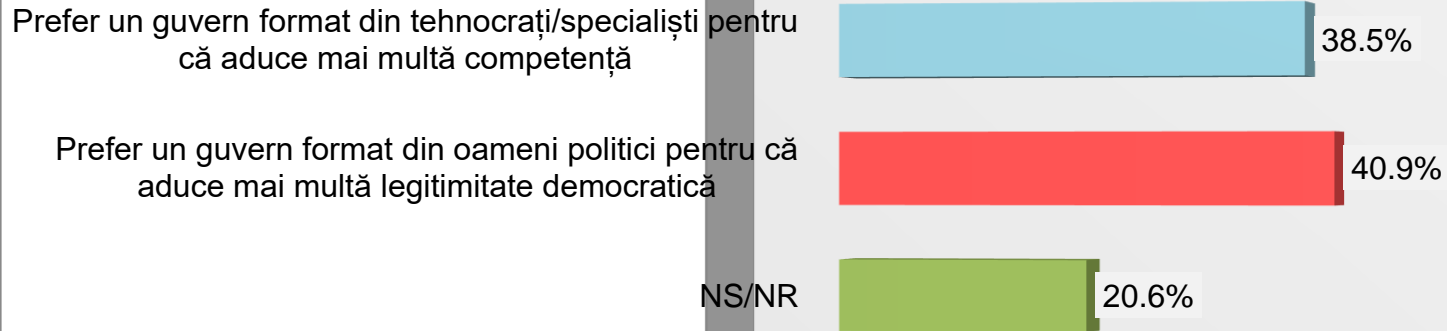 Prefer un guvern format din tehnocrați/specialiști pentru
că aduce mai multă competență
38.5%
Prefer un guvern format din oameni politici pentru că
aduce mai multă legitimitate democratică
40.9%
NS/NR
20.6%